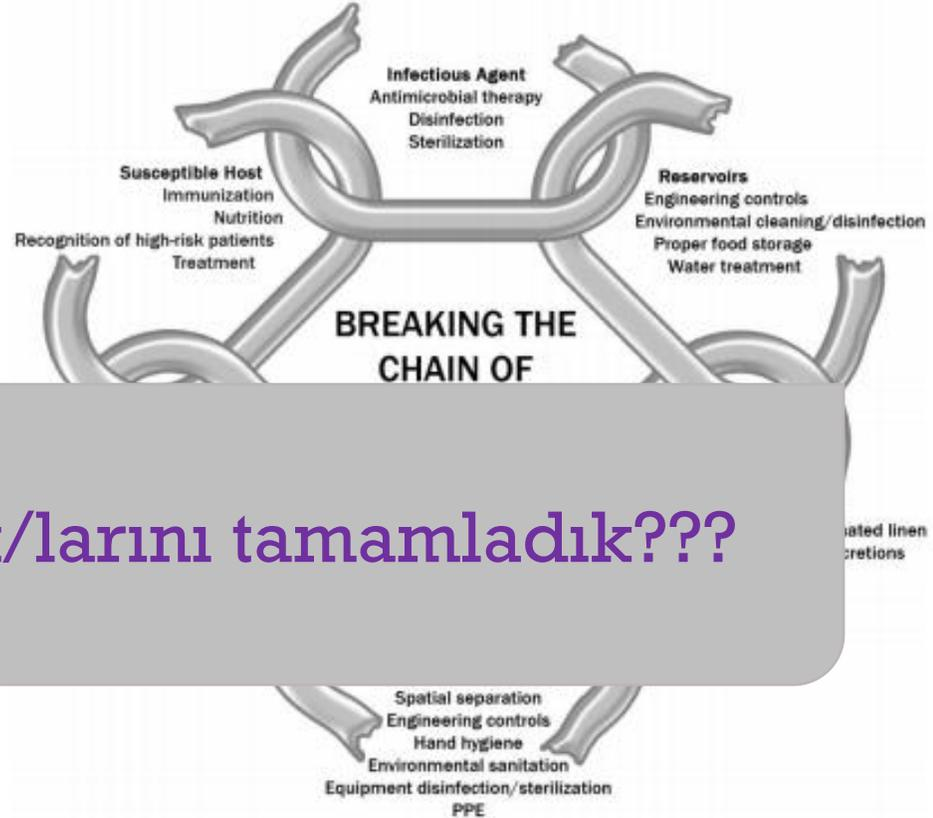 Infectious Agent
Antimicrobial therapy
Disinfection
Sterilization
Susceptible Host
Immunization
Nutrition
Recognition of high-risk patients
Treatment
Reservoirs
Engineering controls
Environmental cleaning/disinfection
Proper food storage
Water treatment
BREAKING THE
CHAIN OF
/larını tamamladık???
linen
Spatial separation
Engineering controls
Hand hygiene
Environmental sanitation
Equipment disinfection/sterilization
PPE